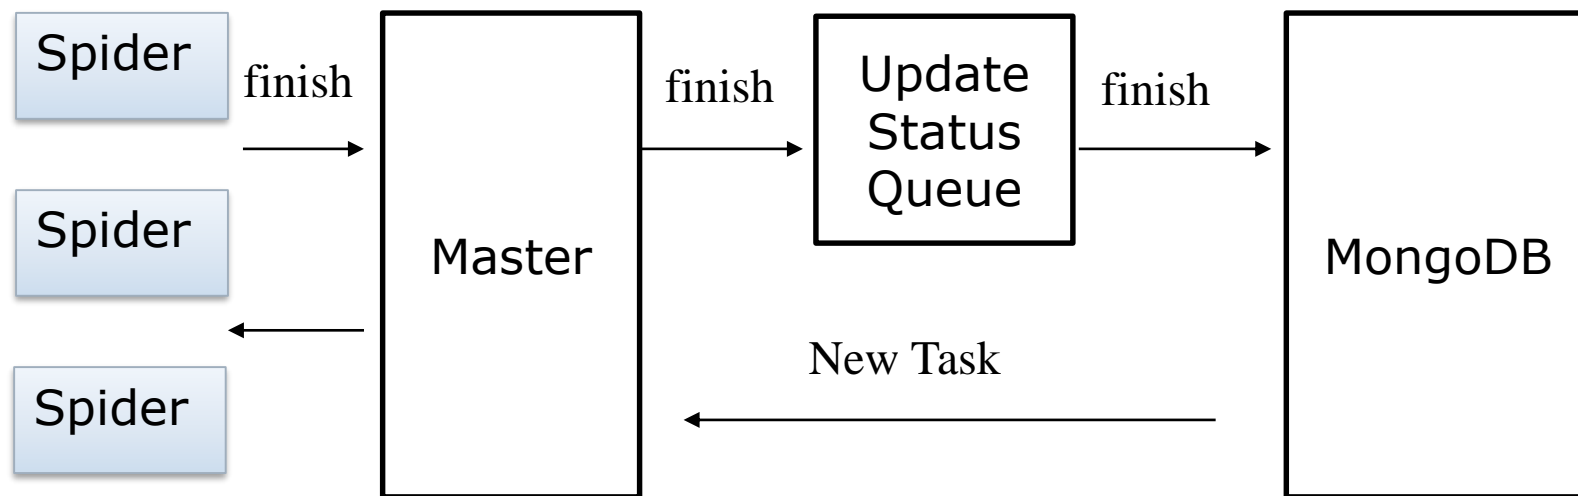 Spider
finish
finish
Update
Status
Queue
finish
Spider
Master
MongoDB
New Task
Spider